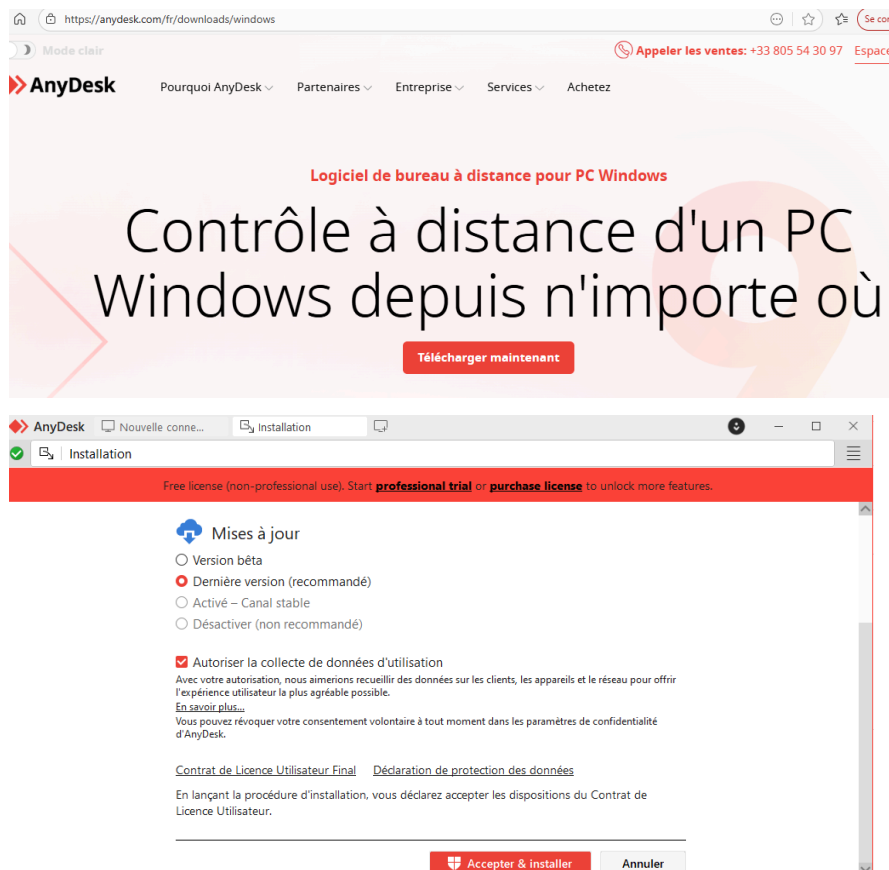 https://anydesk.com/fr/downloads/windows
Se con
Mode clair
Appeler les ventes: +33 805 54 30 97 Espace
AnyDesk
Pourquoi AnyDesk Partenaires Entreprise Services Achetez
Logiciel de bureau à distance pour PC Windows
Contrôle à distance d'un PC
Windows depuis n'importe où
Télécharger maintenant
AnyDesk Nouvelle conne... Installation
Installation
Free license (non-professional use). Start professional trial or purchase license to unlock more features.
Mises à jour
Version bêta
Dernière version (recommandé)
Activé – Canal stable
Désactiver (non recommandé)
Autoriser la collecte de données d'utilisation
Avec votre autorisation, nous aimerions recueillir des données sur les clients, les appareils et le réseau pour offrir
l'expérience utilisateur la plus agréable possible.
En savoir plus...
Vous pouvez révoquer votre consentement volontaire à tout moment dans les paramètres de confidentialité
d'AnyDesk.
Contrat de Licence Utilisateur Final Déclaration de protection des données
En lançant la procédure d'installation, vous déclarez accepter les dispositions du Contrat de
Licence Utilisateur.
Accepter & installer Annuler